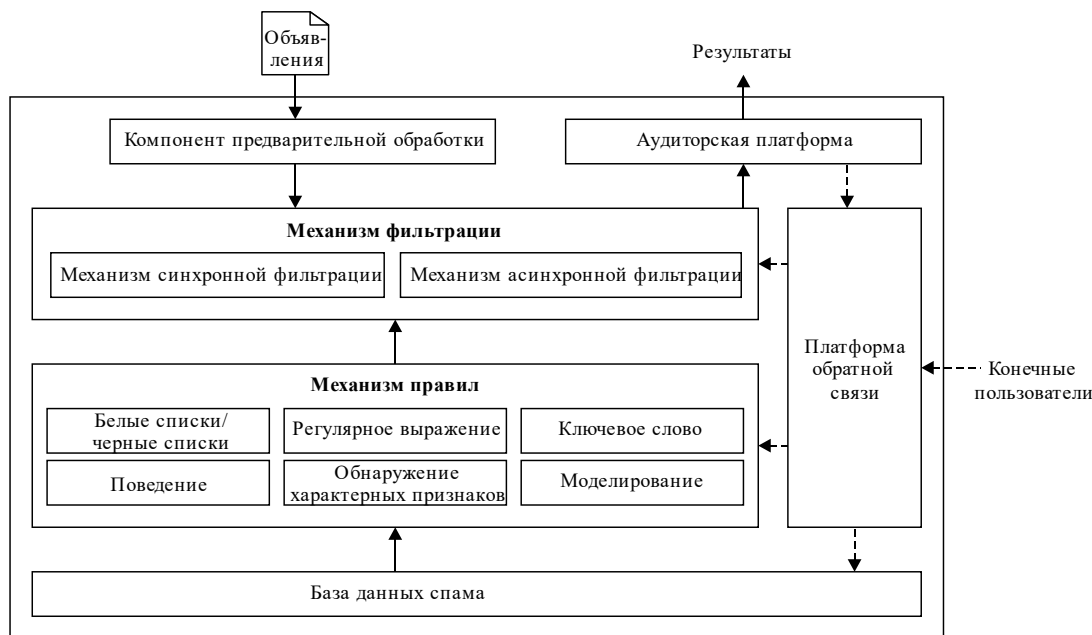 Объяв-
ления
Результаты
Компонент предварительной обработки
Аудиторская платформа
Механизм фильтрации
Механизм синхронной фильтрации
Механизм асинхронной фильтрации
Платформа
обратной
связи
Конечные
пользователи
Механизм правил
Белые списки/
черные списки
Регулярное выражение
Ключевое слово
Поведение
Обнаружение
характерных признаков
Моделирование
База данных спама